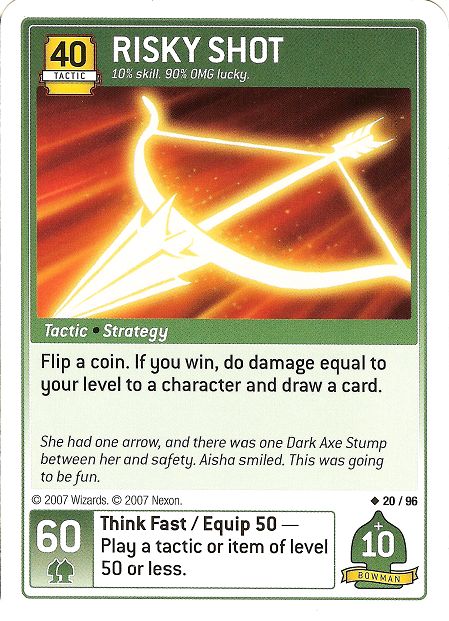 40
TACTIC
RISKY SHOT
10% skill. 90% OMG lucky.
Tactic • Strategy
Flip a coin. If you win, do damage equal to
your level to a character and draw a card.
She had one arrow, and there was one Dark Axe Stump
between her and safety. Aisha smiled. This was going
to be fun.
© 2007 Wizards. © 2007 Nexon.
◆ 20 / 96
60
Think Fast / Equip 50 —
Play a tactic or item of level
50 or less.
+
10
BOWMAN